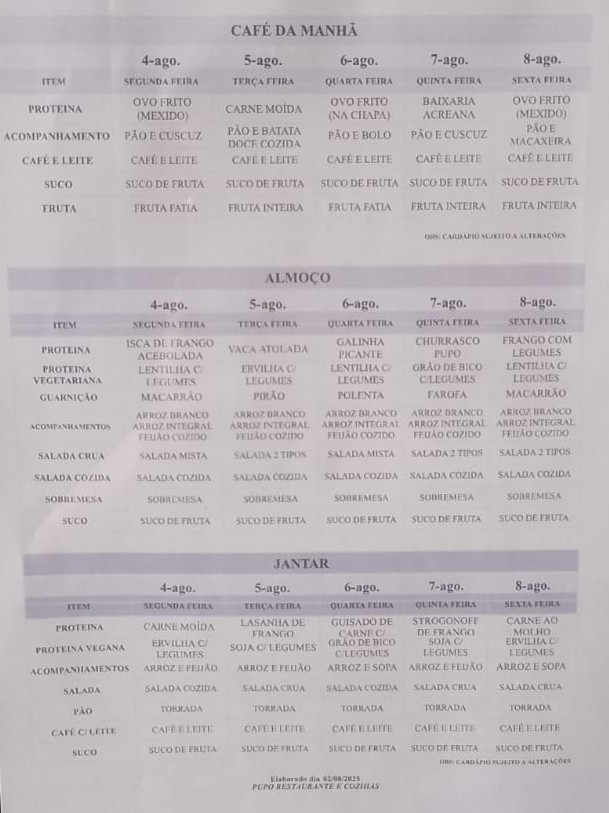 CAFÉ DA MANHÃ
4-ago. 5-ago. 6-ago. 7-ago. 8-ago.
ITEM SEGUNDA FEIRA TERÇA FEIRA QUARTA FEIRA QUINTA FEIRA SEXTA FEIRA
PROTEINA OVO FRITO (MEXIDO) CARNE MOÍDA OVO FRITO (NA CHAPA) BAIXARIA ACREANA OVO FRITO (MEXIDO)
ACOMPANHAMENTO PÃO E CUSCUZ PÃO E BATATA DOCE COZIDA PÃO E BOLO PÃO E CUSCUZ PÃO E MACAXEIRA
CAFÉ E LEITE CAFÉ E LEITE CAFÉ E LEITE CAFÉ E LEITE CAFÉ E LEITE CAFÉ E LEITE
SUCO SUCO DE FRUTA SUCO DE FRUTA SUCO DE FRUTA SUCO DE FRUTA SUCO DE FRUTA
FRUTA FRUTA FATIA FRUTA INTEIRA FRUTA FATIA FRUTA INTEIRA FRUTA INTEIRA
OBS: CARDÁPIO SUJEITO A ALTERAÇÕES
ALMOÇO
4-ago. 5-ago. 6-ago. 7-ago. 8-ago.
ITEM SEGUNDA FEIRA TERÇA FEIRA QUARTA FEIRA QUINTA FEIRA SEXTA FEIRA
PROTEINA ISCA DE FRANGO ACEBOLADA VACA ATOLADA GALINHA PICANTE CHURRASCO PUPO FRANGO COM LEGUMES
PROTEINA VEGETARIANA LENTILHA C/ LEGUMES ERVILHA C/ LEGUMES LENTILHA C/ LEGUMES GRÃO DE BICO C/LEGUMES LENTILHA C/ LEGUMES
GUARNIÇÃO MACARRÃO PIRÃO POLENTA FAROFA MACARRÃO
ACOMPANHAMENTOS ARROZ BRANCO ARROZ INTEGRAL FEIJÃO COZIDO ARROZ BRANCO ARROZ INTEGRAL FEIJÃO COZIDO ARROZ BRANCO ARROZ INTEGRAL FEIJÃO COZIDO ARROZ BRANCO ARROZ INTEGRAL FEIJÃO COZIDO ARROZ BRANCO ARROZ INTEGRAL FEIJÃO COZIDO
SALADA CRUA SALADA MISTA SALADA 2 TIPOS SALADA MISTA SALADA 2 TIPOS SALADA 2 TIPOS
SALADA COZIDA SALADA COZIDA SALADA COZIDA SALADA COZIDA SALADA COZIDA SALADA COZIDA
SOBREMESA SOBREMESA SOBREMESA SOBREMESA SOBREMESA SOBREMESA
SUCO SUCO DE FRUTA SUCO DE FRUTA SUCO DE FRUTA SUCO DE FRUTA SUCO DE FRUTA
JANTAR
4-ago. 5-ago. 6-ago. 7-ago. 8-ago.
ITEM SEGUNDA FEIRA TERÇA FEIRA QUARTA FEIRA QUINTA FEIRA SEXTA FEIRA
PROTEINA CARNE MOÍDA LASANHA DE FRANGO GUISADO DE CARNE C/ STROGONOFF DE FRANGO CARNE AO MOLHO
PROTEINA VEGANA ERVILHA C/ LEGUMES SOJA C/ LEGUMES GRÃO DE BICO C/LEGUMES SOJA C/ LEGUMES ERVILHA C/ LEGUMES
ACOMPANHAMENTOS ARROZ E FEIJÃO ARROZ E FEIJÃO ARROZ E SOPA ARROZ E FEIJÃO ARROZ E SOPA
SALADA SALADA COZIDA SALADA CRUA SALADA COZIDA SALADA CRUA SALADA CRUA
PÃO TORRADA TORRADA TORRADA TORRADA TORRADA
CAFÉ C/ LEITE CAFÉ E LEITE CAFÉ E LEITE CAFÉ E LEITE CAFÉ E LEITE CAFÉ E LEITE
SUCO SUCO DE FRUTA SUCO DE FRUTA SUCO DE FRUTA SUCO DE FRUTA SUCO DE FRUTA
OBS: CARDÁPIO SUJEITO A ALTERAÇÕES
Elaborado dia 02/08/2025
PUPO RESTAURANTE E COZIHAS